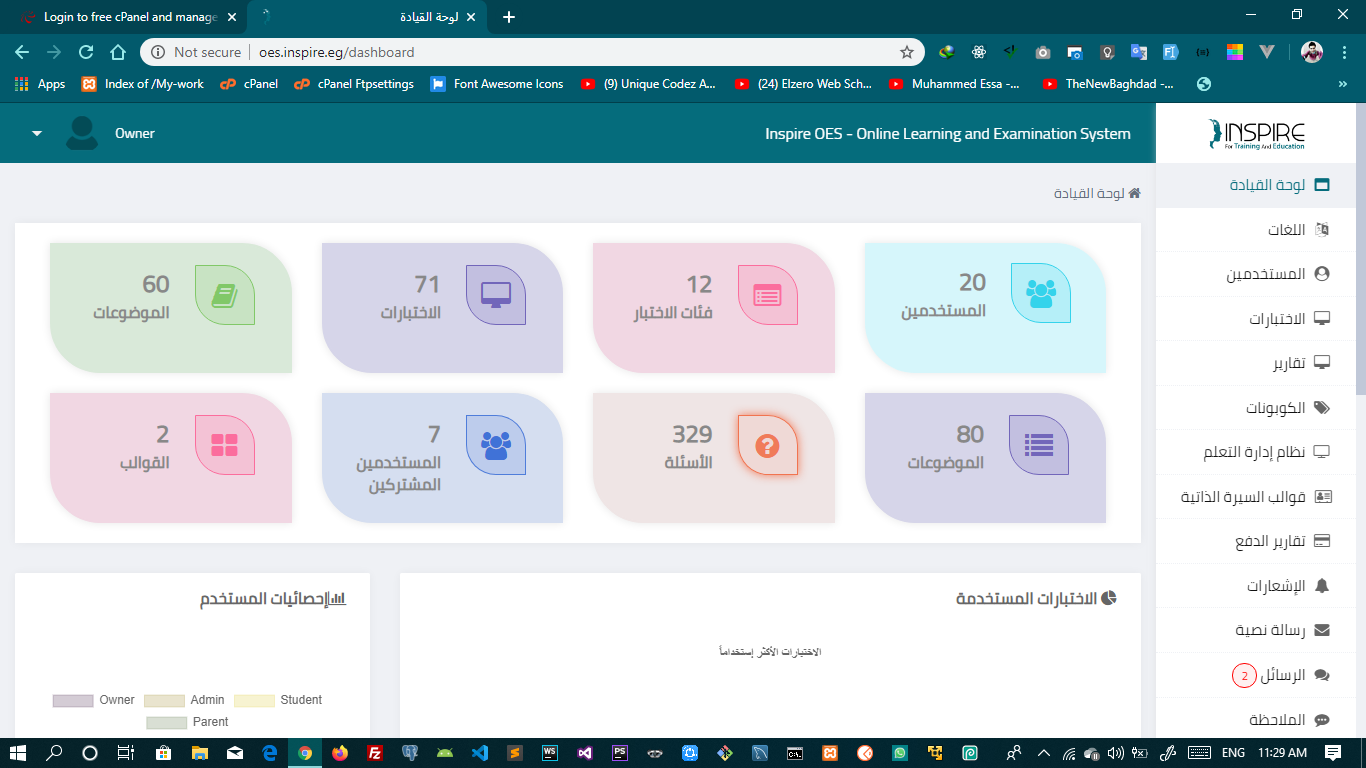 Login to free cPanel and manage
لوحة القيادة
Not secure
oes.inspire.eg/dashboard
Apps
Index of /My-work
cPanel
cPanel Ftpsettings
Font Awesome Icons
(9) Unique Codez A...
(24) Elzero Web Sch...
Muhammed Essa -...
TheNewBaghdad -...
»
Owner
Inspire OES - Online Learning and Examination System
INSPIRE
For Training And Education
لوحة القيادة
اللغات
المستخدمين
الاختبارات
تقارير
الكوبونات
نظام إدارة التعلم
قوالب السيرة الذاتية
تقارير الدفع
الإشعارات
رسالة نصية
الرسائل 2
الملاحظة
لوحة القيادة
20
المستخدمين
12
فئات الاختبار
71
الاختبارات
60
الموضوعات
80
الموضوعات
329
الأسئلة
7
المستخدمين
المشتركين
2
القوالب
الاختبارات المستخدمة
الاختبارات الأكثر إستخداماً
إحصائيات المستخدم
Owner
Admin
Student
Parent
ENG
11:29 AM